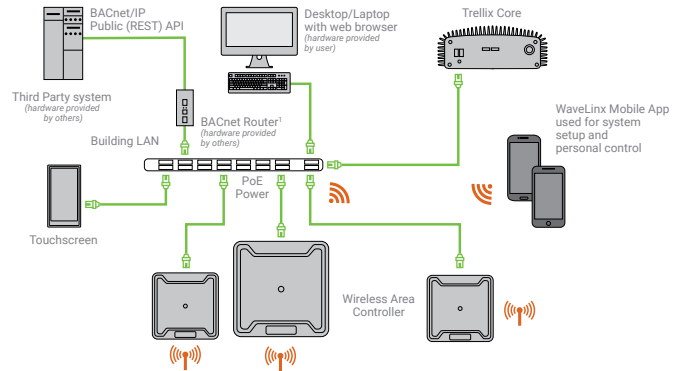 BACnet/IP
Public (REST) API
Desktop/Laptop
with web browser
(hardware provided
by user)
Trellix Core
Third Party system
(hardware provided
by others)
BACnet Router¹
(hardware provided
by others)
Building LAN
WaveLinx Mobile App
used for system
setup and
personal control
PoE
Power
Touchscreen
Wireless Area
Controller